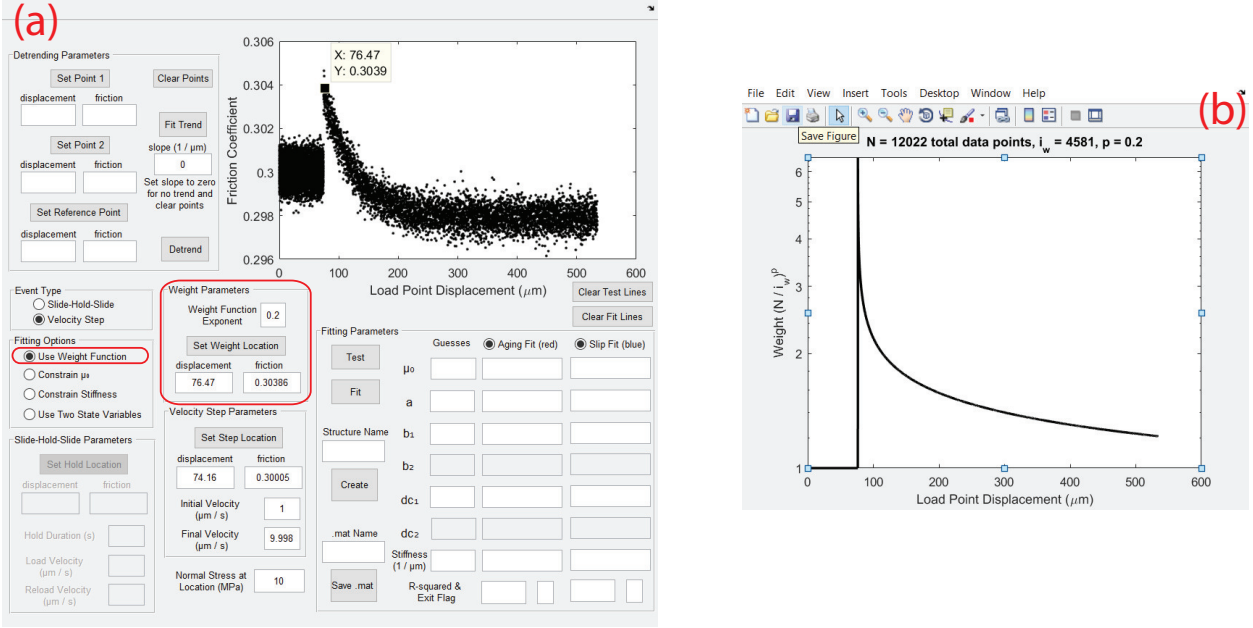 (a)
Detrending Parameters
Set Point 1
Clear Points
displacement friction
Fit Trend
Set Point 2
slope (1 / μm)
displacement friction
0
Set slope to zero
for no trend and
clear points
Set Reference Point
displacement friction
Detrend
0.306
0.304
0.302
0.3
0.298
0.296
Friction Coefficient
X: 76.47
Y: 0.3039
0 100 200 300 400 500 600
Load Point Displacement (μm)
Clear Test Lines
Clear Fit Lines
Event Type
Slide-Hold-Slide
Velocity Step
Fitting Options
Use Weight Function
Constrain μ₀
Constrain Stiffness
Use Two State Variables
Slide-Hold-Slide Parameters
Set Hold Location
displacement friction
Hold Duration (s)
Load Velocity
(μm / s)
Reload Velocity
(μm / s)
Weight Parameters
Weight Function
Exponent
0.2
Set Weight Location
displacement friction
76.47 0.30386
Velocity Step Parameters
Set Step Location
displacement friction
74.16 0.30005
Initial Velocity
(μm / s)
1
Final Velocity
(μm / s)
9.998
Normal Stress at
Location (MPa)
10
Fitting Parameters
Guesses Aging Fit (red) Slip Fit (blue)
Test
μ₀
Fit
a
Structure Name
b₁
b₂
Create
dc₁
.mat Name
dc₂
Stiffness
(1 / μm)
Save .mat
R-squared &
Exit Flag
(b)
File Edit View Insert Tools Desktop Window Help
Save Figure
N = 12022 total data points, i_w = 4581, p = 0.2
6
5
4
3
2
1
Weight (N / i_w)^p
0 100 200 300 400 500 600
Load Point Displacement (μm)